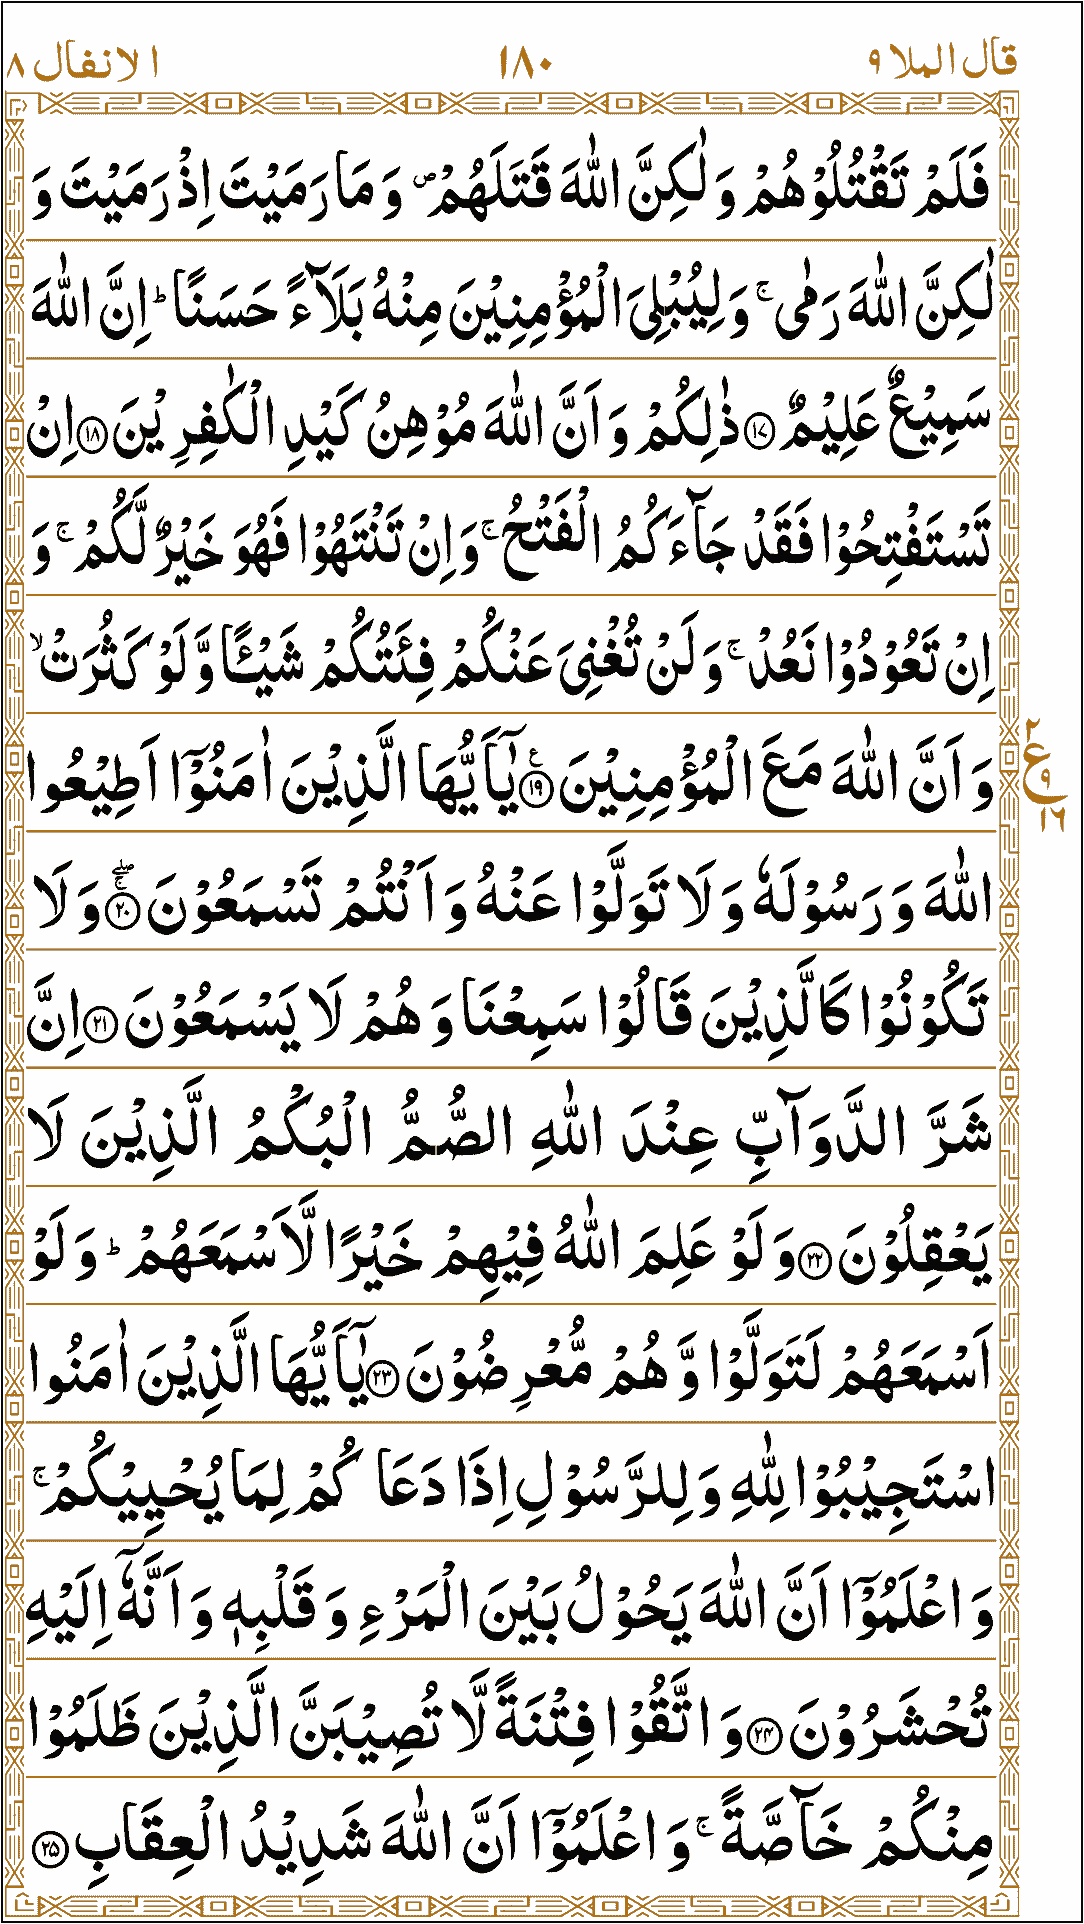 قال الملا ٩ ١٨٠ الانفال ٨
فَلَمْ تَقْتُلُوْهُمْ وَلٰكِنَّ اللّٰهَ قَتَلَهُمْ۪ وَمَا رَمَيْتَ اِذْ رَمَيْتَ وَ
لٰكِنَّ اللّٰهَ رَمٰى ۚ وَلِيُبْلِىَ الْمُؤْمِنِيْنَ مِنْهُ بَلَآءً حَسَنًا ؕ اِنَّ اللّٰهَ
سَمِيْعٌ عَلِيْمٌ ﴿۱۷﴾ ذٰلِكُمْ وَاَنَّ اللّٰهَ مُوْهِنُ كَيْدِ الْكٰفِرِيْنَ ﴿۱۸﴾ اِنْ
تَسْتَفْتِحُوْا فَقَدْ جَآءَكُمُ الْفَتْحُ ۚ وَاِنْ تَنْتَهُوْا فَهُوَ خَيْرٌ لَّكُمْ ۚ وَ
اِنْ تَعُوْدُوْا نَعُدْ ۚ وَلَنْ تُغْنِىَ عَنْكُمْ فِئَتُكُمْ شَيْـًٔا وَّلَوْ كَثُرَتْ ۙ
وَاَنَّ اللّٰهَ مَعَ الْمُؤْمِنِيْنَ ﴿۱۹﴾ ع يٰۤاَيُّهَا الَّذِيْنَ اٰمَنُوْۤا اَطِيْعُوا
٢ ع ٩ ١٦
اللّٰهَ وَرَسُوْلَهٗ وَلَا تَوَلَّوْا عَنْهُ وَاَنْتُمْ تَسْمَعُوْنَ ﴿۲۰﴾ ۚۖ وَلَا
تَكُوْنُوْا كَالَّذِيْنَ قَالُوْا سَمِعْنَا وَهُمْ لَا يَسْمَعُوْنَ ﴿۲۱﴾ اِنَّ
شَرَّ الدَّوَآبِّ عِنْدَ اللّٰهِ الصُّمُّ الْبُكْمُ الَّذِيْنَ لَا
يَعْقِلُوْنَ ﴿۲۲﴾ وَلَوْ عَلِمَ اللّٰهُ فِيْهِمْ خَيْرًا لَّاَسْمَعَهُمْ ؕ وَلَوْ
اَسْمَعَهُمْ لَتَوَلَّوْا وَّهُمْ مُّعْرِضُوْنَ ﴿۲۳﴾ يٰۤاَيُّهَا الَّذِيْنَ اٰمَنُوا
اسْتَجِيْبُوْا لِلّٰهِ وَلِلرَّسُوْلِ اِذَا دَعَاكُمْ لِمَا يُحْيِيْكُمْ ۚ
وَاعْلَمُوْۤا اَنَّ اللّٰهَ يَحُوْلُ بَيْنَ الْمَرْءِ وَقَلْبِهٖ وَاَنَّهٗۤ اِلَيْهِ
تُحْشَرُوْنَ ﴿۲۴﴾ وَاتَّقُوْا فِتْنَةً لَّا تُصِيْبَنَّ الَّذِيْنَ ظَلَمُوْا
مِنْكُمْ خَآصَّةً ۚ وَاعْلَمُوْۤا اَنَّ اللّٰهَ شَدِيْدُ الْعِقَابِ ﴿۲۵﴾